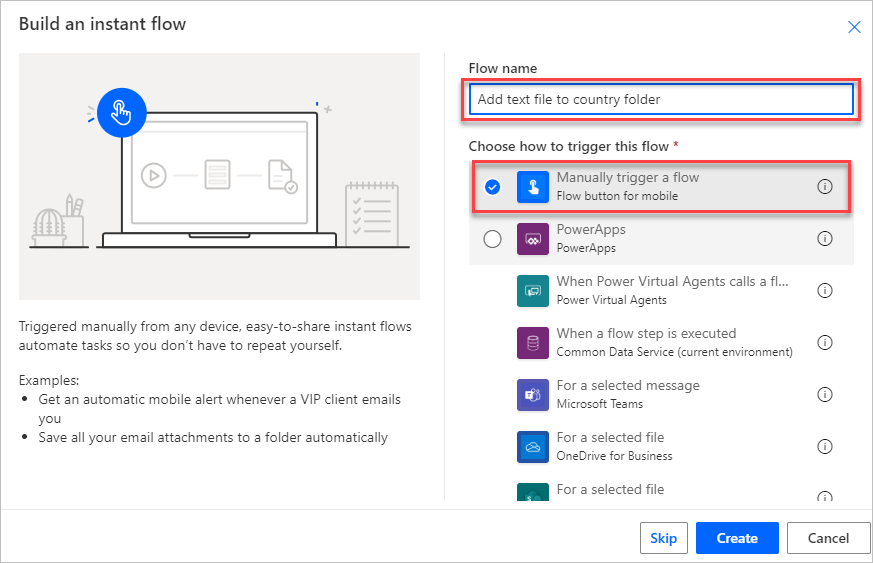 Build an instant flow
Triggered manually from any device, easy-to-share instant flows
automate tasks so you don’t have to repeat yourself.
Examples:
• Get an automatic mobile alert whenever a VIP client emails
you
• Save all your email attachments to a folder automatically
Flow name
Add text file to country folder
Choose how to trigger this flow *
Manually trigger a flow
Flow button for mobile
PowerApps
PowerApps
When Power Virtual Agents calls a fl...
Power Virtual Agents
When a flow step is executed
Common Data Service (current environment)
For a selected message
Microsoft Teams
For a selected file
OneDrive for Business
For a selected file
Skip
Create
Cancel